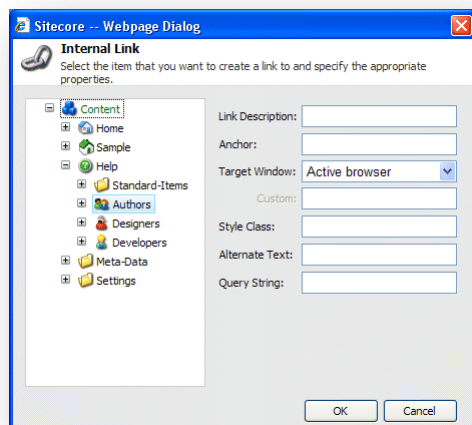 Sitecore -- Webpage Dialog
Internal Link
Select the item that you want to create a link to and specify the appropriate
properties.
Content
Home
Sample
Help
Standard-Items
Authors
Designers
Developers
Meta-Data
Settings
Link Description:
Anchor:
Target Window: Active browser
Custom:
Style Class:
Alternate Text:
Query String:
OK Cancel